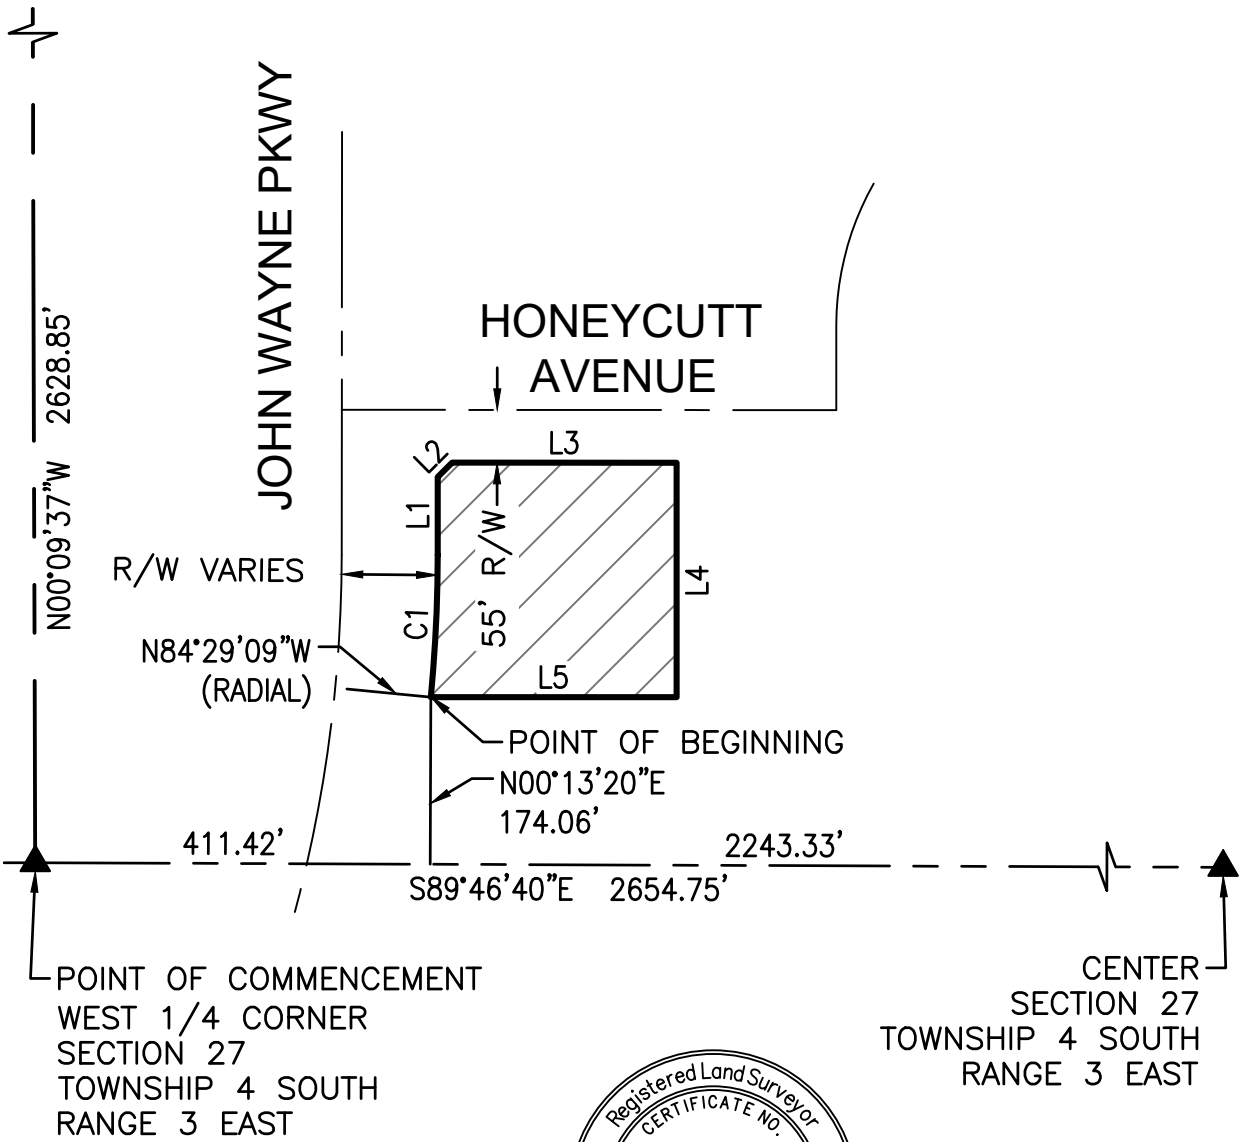 JOHN WAYNE PKWY
N00°09'37"W 2628.85'
HONEYCUTT
AVENUE
L3
L2
L1
55' R/W
R/W VARIES
L4
C1
N84°29'09"W
(RADIAL)
L5
POINT OF BEGINNING
N00°13'20"E
174.06'
411.42'
2243.33'
S89°46'40"E 2654.75'
POINT OF COMMENCEMENT
WEST 1/4 CORNER
SECTION 27
TOWNSHIP 4 SOUTH
RANGE 3 EAST
CENTER
SECTION 27
TOWNSHIP 4 SOUTH
RANGE 3 EAST
Registered Land Surveyor
CERTIFICATE NO.